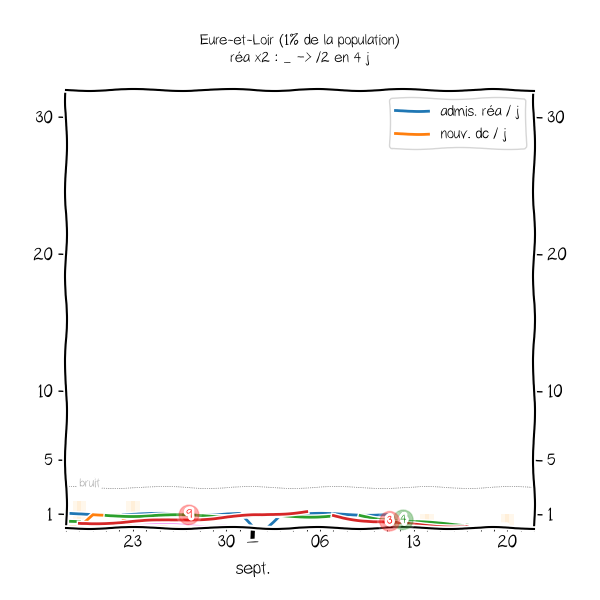 Eure-et-Loir (1% de la population)
réa x2 : _ -> /2 en 4 j
admis. réa / j
nouv. dc / j
30 30
20 20
10 10
5 5
bruit
1 9 3 4 1
23 30 06 13 20
sept.